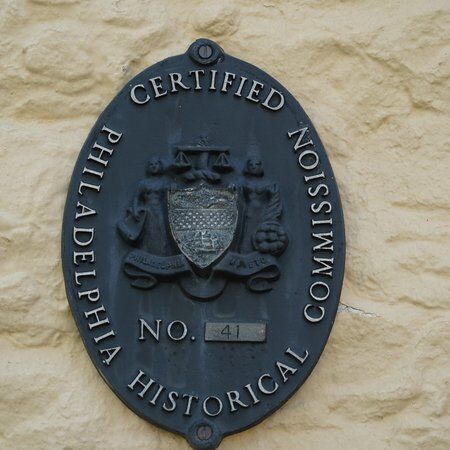 CERTIFIED
PHILADELPHIA HISTORICAL COMMISSION
NO. 41